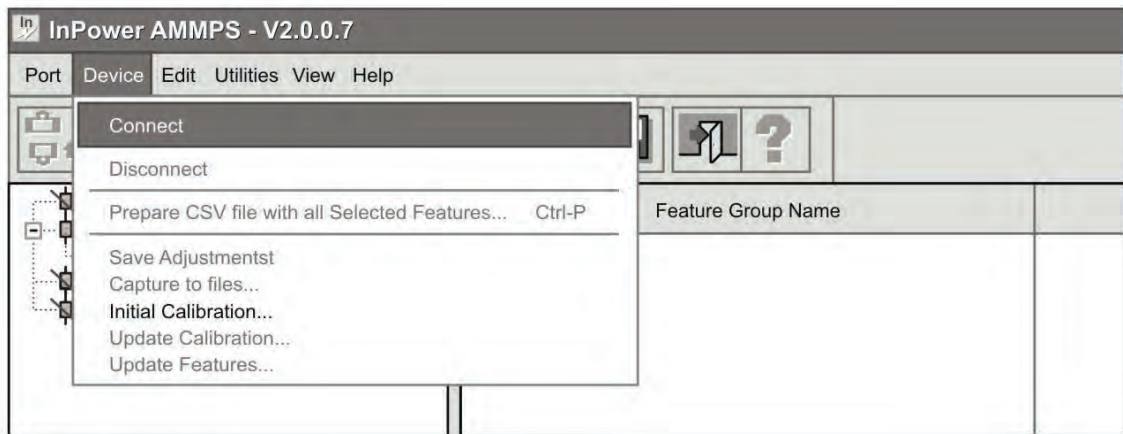 In
InPower AMMPS - V2.0.0.7
Port Device Edit Utilities View Help
Connect
Disconnect
Prepare CSV file with all Selected Features... Ctrl-P
Feature Group Name
Save Adjustmentst
Capture to files...
Initial Calibration...
Update Calibration...
Update Features...